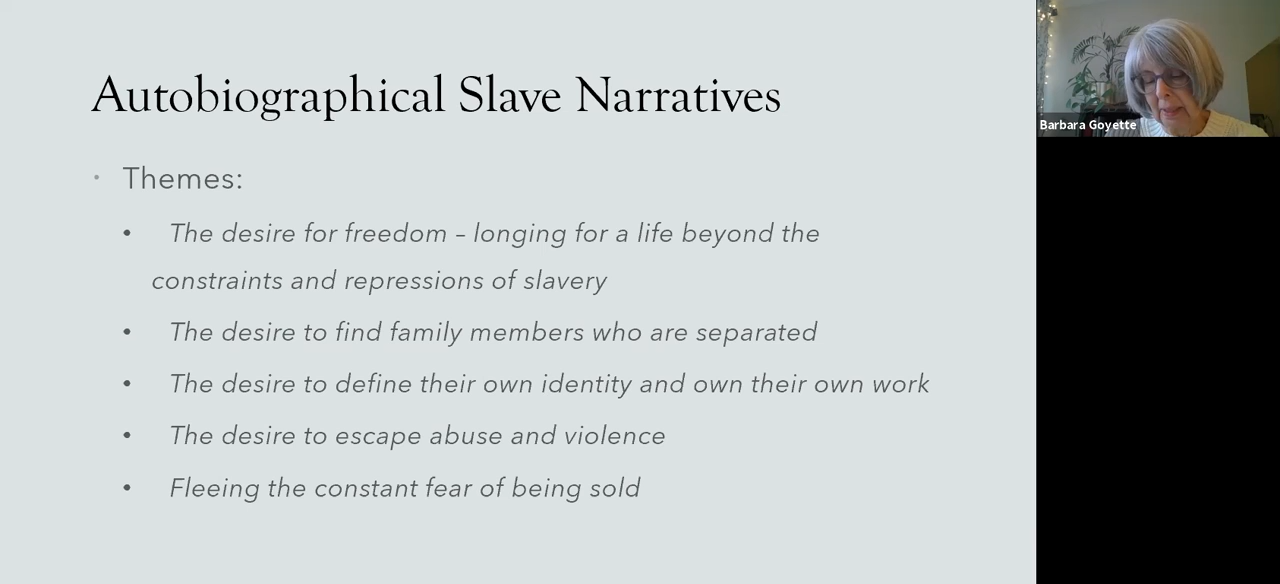 Autobiographical Slave Narratives
• Themes:
• The desire for freedom – longing for a life beyond the
constraints and repressions of slavery
• The desire to find family members who are separated
• The desire to define their own identity and own their own work
• The desire to escape abuse and violence
• Fleeing the constant fear of being sold
Barbara Goyette